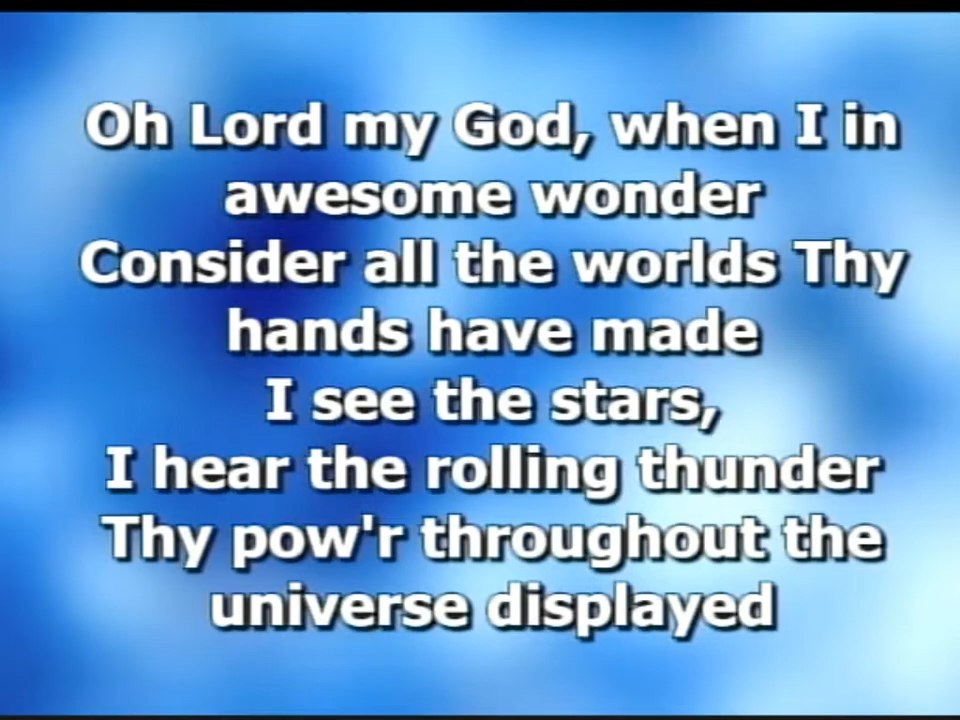 Oh Lord my God, when I in
awesome wonder
Consider all the worlds Thy
hands have made
I see the stars,
I hear the rolling thunder
Thy pow'r throughout the
universe displayed